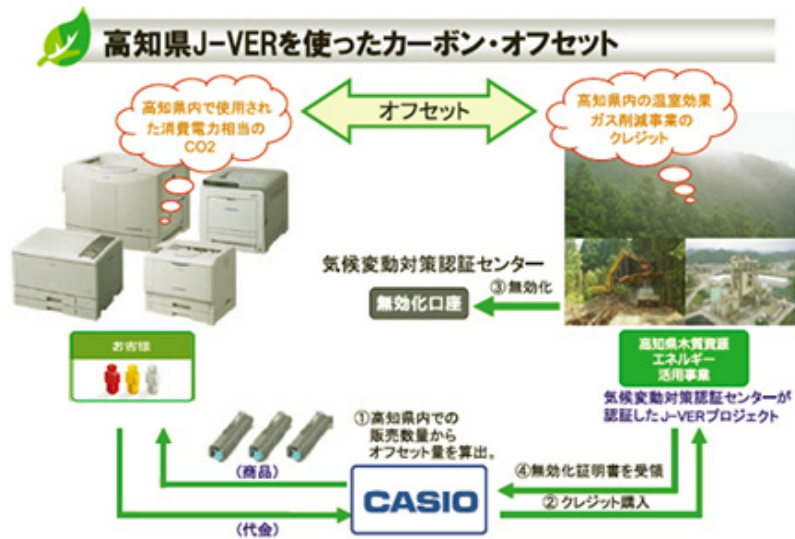 高知県J-VERを使ったカーボン・オフセット
高知県内で使用され
た消費電力相当の
CO2
オフセット
高知県内の温室効果
ガス削減事業の
クレジット
気候変動対策認証センター
③無効化
無効化口座
お客様
高知県木質資源
エネルギー
活用事業
気候変動対策認証センターが
認証したJ-VERプロジェクト
①高知県内での
販売数量から
オフセット量を算出。
(商品)
④無効化証明書を受領
CASIO
②クレジット購入
(代金)